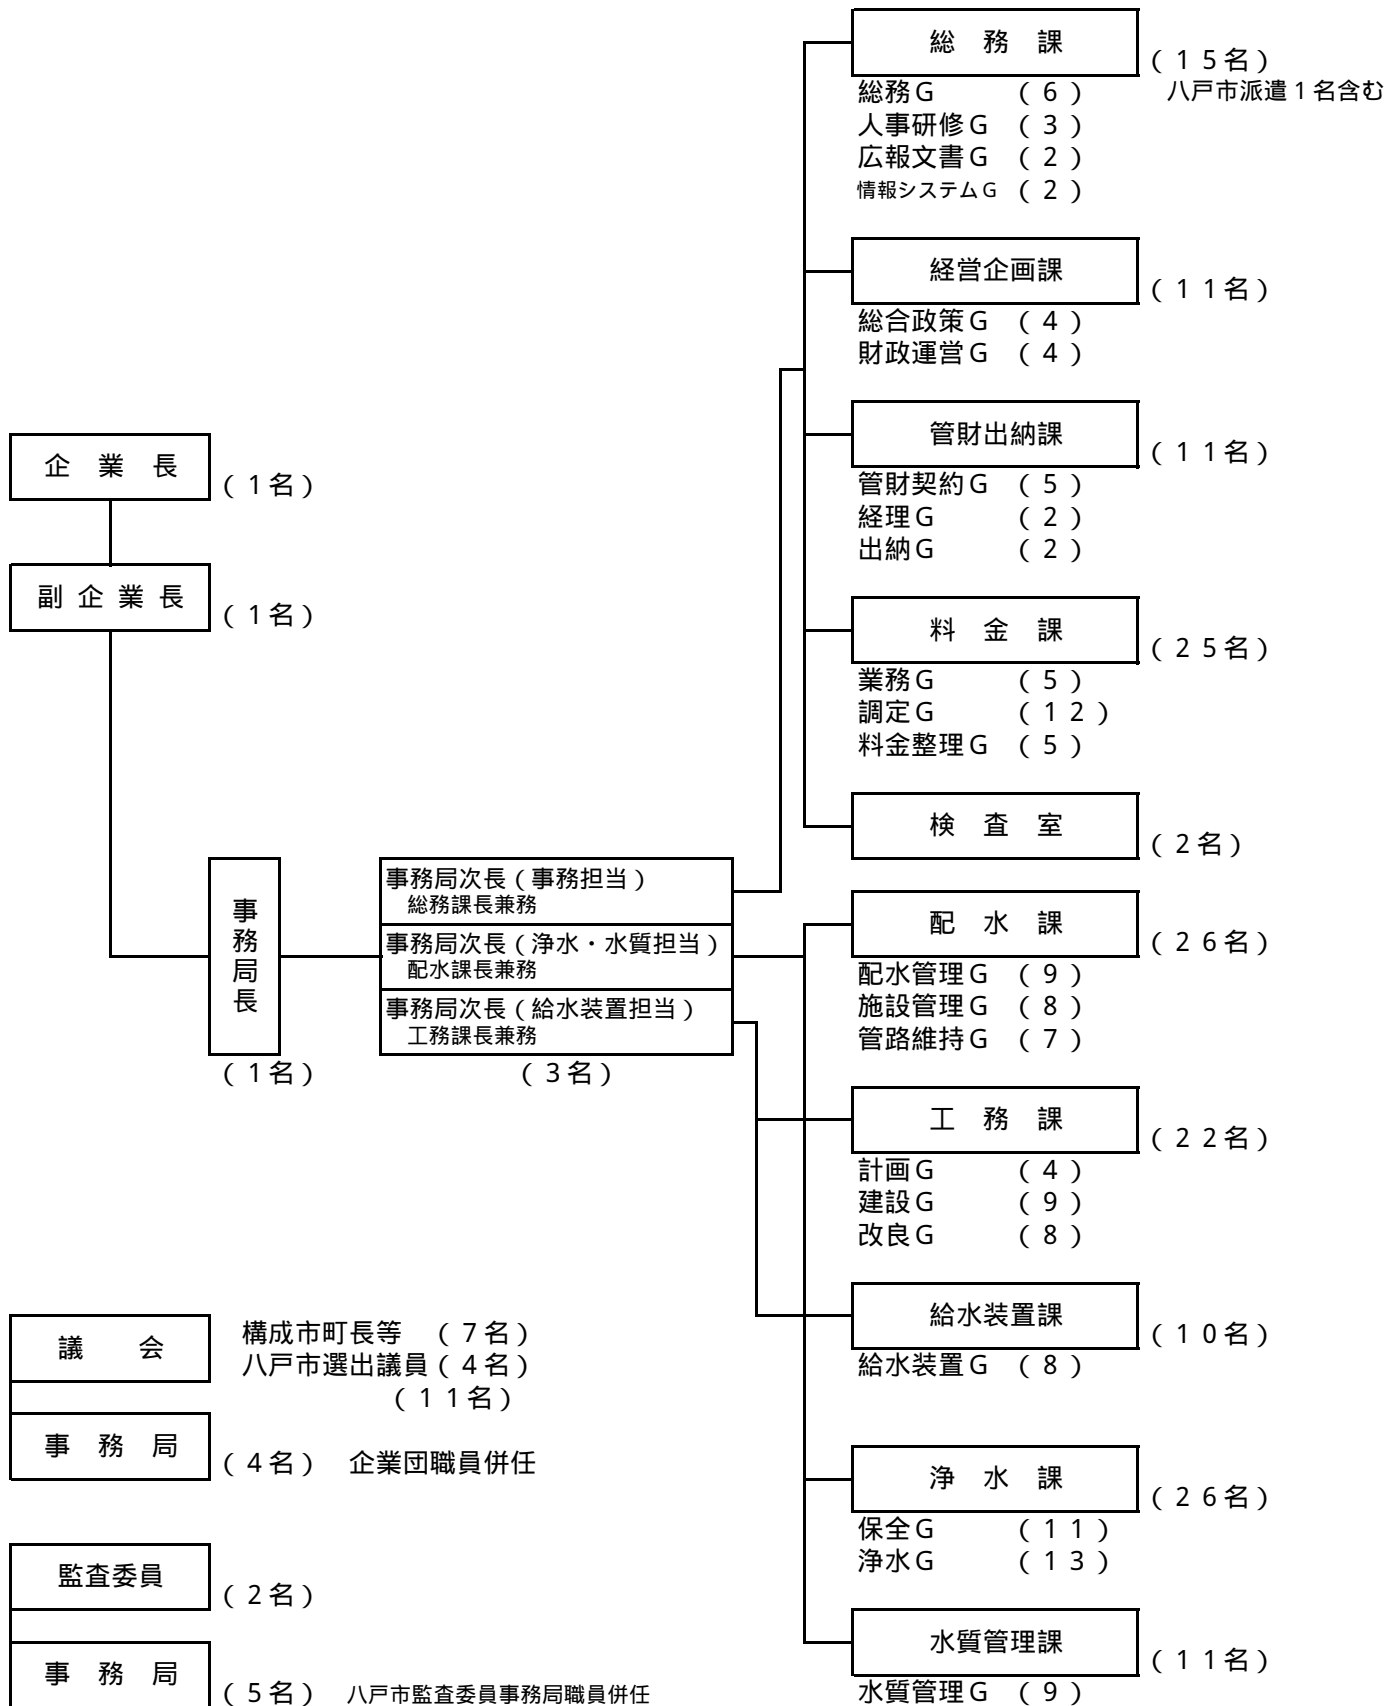 総　務　課
(１５名)
八戸市派遣１名含む
総務Ｇ　(６)
人事研修Ｇ　(３)
広報文書Ｇ　(２)
情報システムＧ　(２)
経営企画課
(１１名)
総合政策Ｇ　(４)
財政運営Ｇ　(４)
管財出納課
(１１名)
管財契約Ｇ　(５)
経理Ｇ　(２)
出納Ｇ　(２)
料　金　課
(２５名)
業務Ｇ　(５)
調定Ｇ　(１２)
料金整理Ｇ　(５)
検　査　室
(２名)
企　業　長
(１名)
副 企 業 長
(１名)
事務局長
(１名)
事務局次長(事務担当)
総務課長兼務
事務局次長(浄水・水質担当)
配水課長兼務
事務局次長(給水装置担当)
工務課長兼務
(３名)
配　水　課
(２６名)
配水管理Ｇ　(９)
施設管理Ｇ　(８)
管路維持Ｇ　(７)
工　務　課
(２２名)
計画Ｇ　(４)
建設Ｇ　(９)
改良Ｇ　(８)
給水装置課
(１０名)
給水装置Ｇ　(８)
浄　水　課
(２６名)
保全Ｇ　(１１)
浄水Ｇ　(１３)
水質管理課
(１１名)
水質管理Ｇ　(９)
議　　会
構成市町長等　(７名)
八戸市選出議員(４名)
(１１名)
事　務　局
(４名)　企業団職員併任
監査委員
(２名)
事　務　局
(５名)　八戸市監査委員事務局職員併任